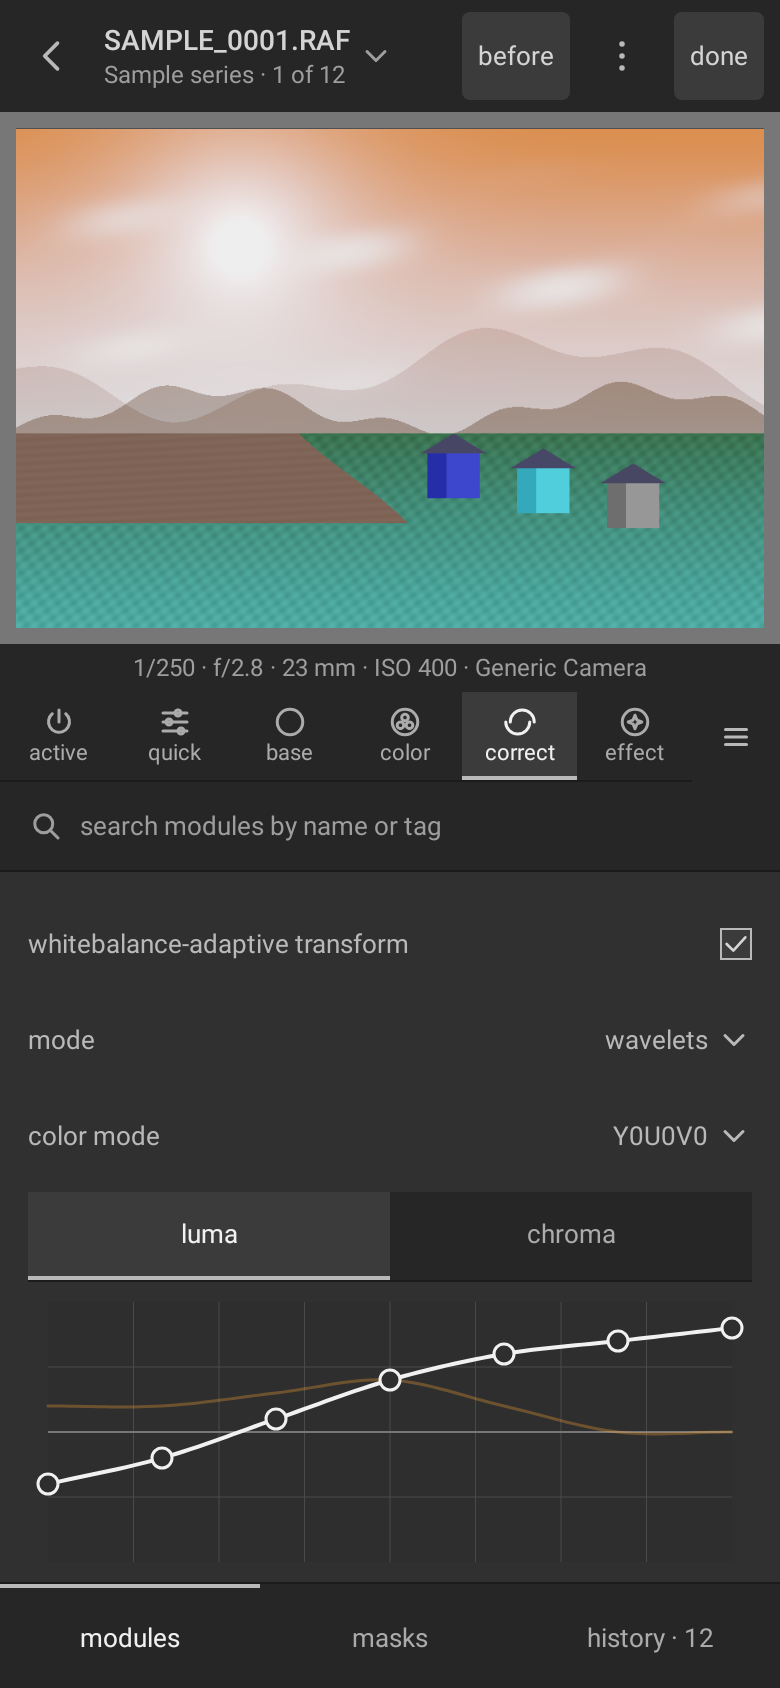 SAMPLE_0001.RAF
Sample series · 1 of 12
before
done
1/250 · f/2.8 · 23 mm · ISO 400 · Generic Camera
active
quick
base
color
correct
effect
search modules by name or tag
whitebalance-adaptive transform
mode
wavelets
color mode
Y0U0V0
luma
chroma
modules
masks
history · 12